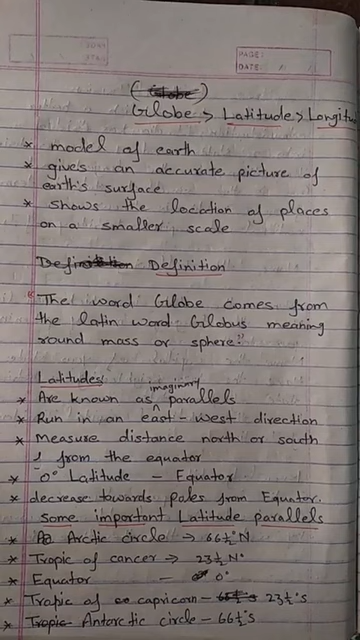 PAGE:
DATE:
(Globe)
Globe > Latitude > Longitu
* model of earth
* gives an accurate picture of
earth's surface
* shows the location of places
on a smaller scale
Definition Definition
"The word Globe comes from
the latin word Globus meaning
round mass or sphere."
Latitudes
imaginary
* Are known as ^ parallels
* Run in an east-west direction
* Measure distance north or south
from the equator
* 0° Latitude - Equator
* decrease towards poles from Equator.
some important Latitude parallels
* Arctic circle → 66½°N
* Tropic of cancer → 23½N°
* Equator - 0°
* Tropic of capricorn - 23½°s
* Tropic Antarctic circle - 66½°s